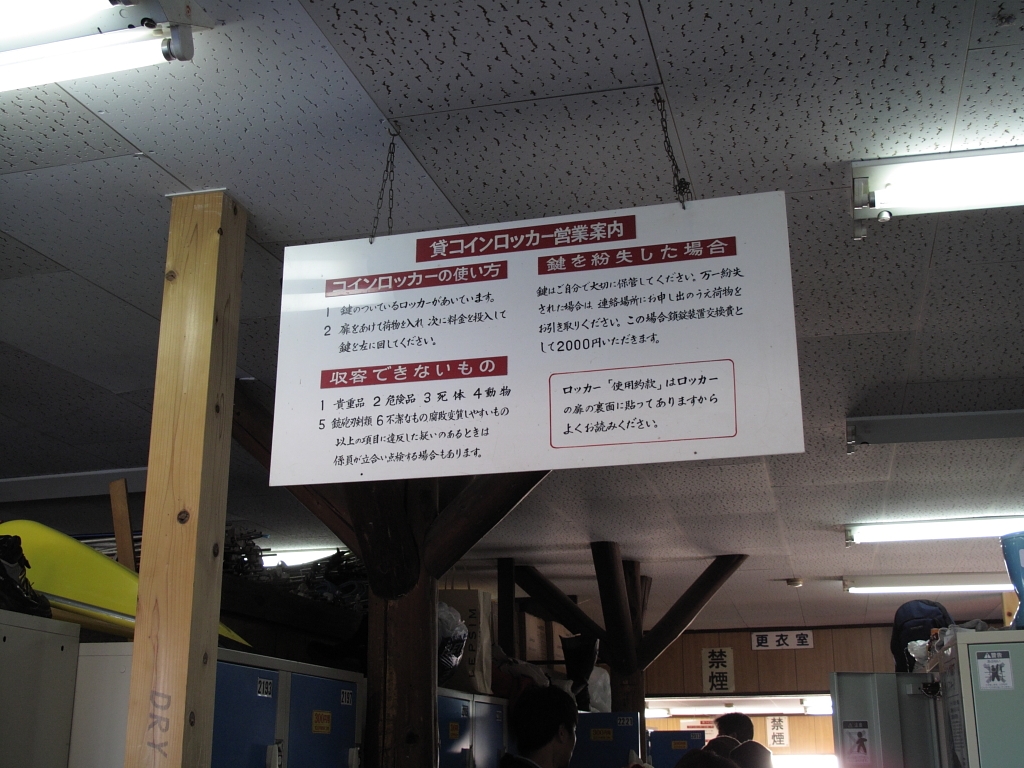 貸コインロッカー営業案内
コインロッカーの使い方
1 鍵のついているロッカーがあいています。
2 扉をあけて荷物を入れ 次に料金を投入して
鍵を左に回してください。
収容できないもの
1 貴重品 2 危険品 3 死体 4 動物
5 銃砲刀剣類 6 不潔なもの 腐敗変質しやすいもの
以上の項目に違反した疑いのあるときは
係員が立合い点検する場合もあります。
鍵を紛失した場合
鍵はご自分で大切に保管してください。万一紛失
された場合は 連絡場所にお申し出のうえ荷物を
お引き取りください。この場合錠装置交換費と
して2000円いただきます。
ロッカー「使用約款」はロッカー
の扉の裏面に貼ってありますから
よくお読みください。
更衣室
禁煙
禁煙
DRY
2193
2221